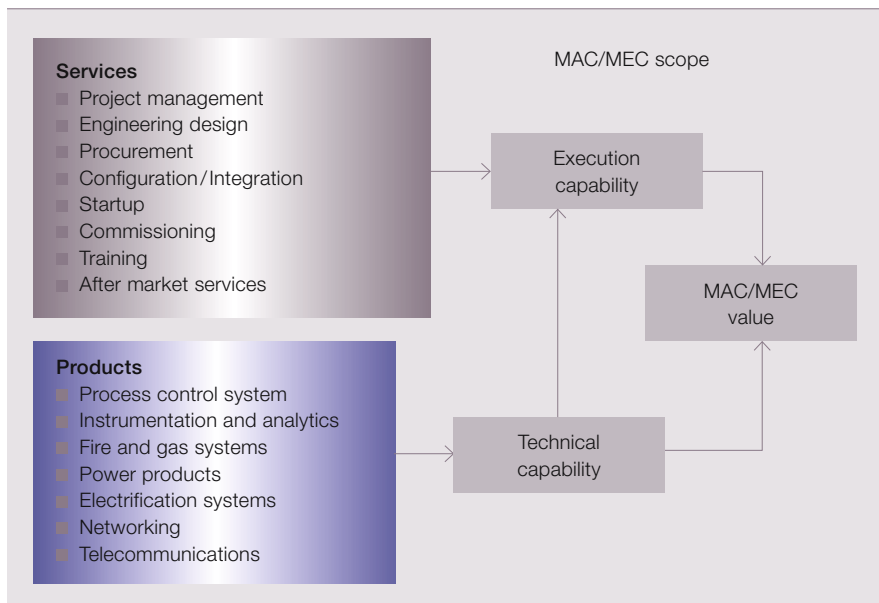 Services
Project management
Engineering design
Procurement
Configuration/Integration
Startup
Commissioning
Training
After market services
MAC/MEC scope
Execution
capability
MAC/MEC
value
Products
Process control system
Instrumentation and analytics
Fire and gas systems
Power products
Electrification systems
Networking
Telecommunications
Technical
capability